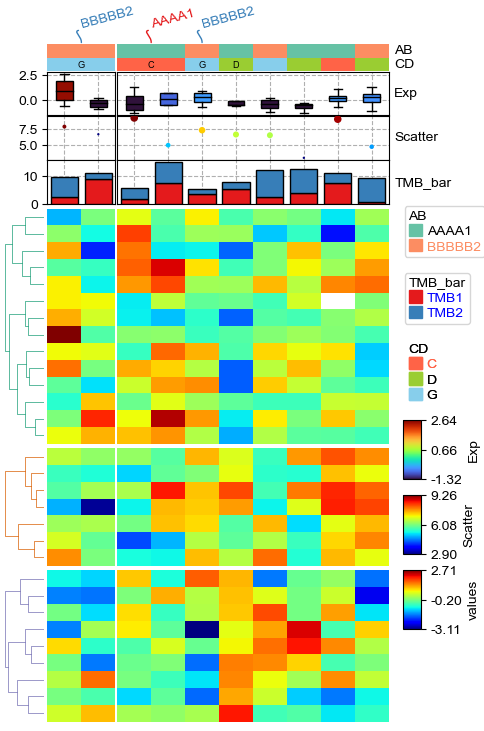 BBBBB2 AAAA1 BBBBB2
AB
G C G D CD
2.5 Exp
0.0
7.5 Scatter
5.0
10 TMB_bar
0
AB
AAAA1
BBBBB2
TMB_bar
TMB1
TMB2
CD
C
D
G
2.64
0.66 Exp
-1.32
9.26
6.08 Scatter
2.90
2.71
-0.20 values
-3.11